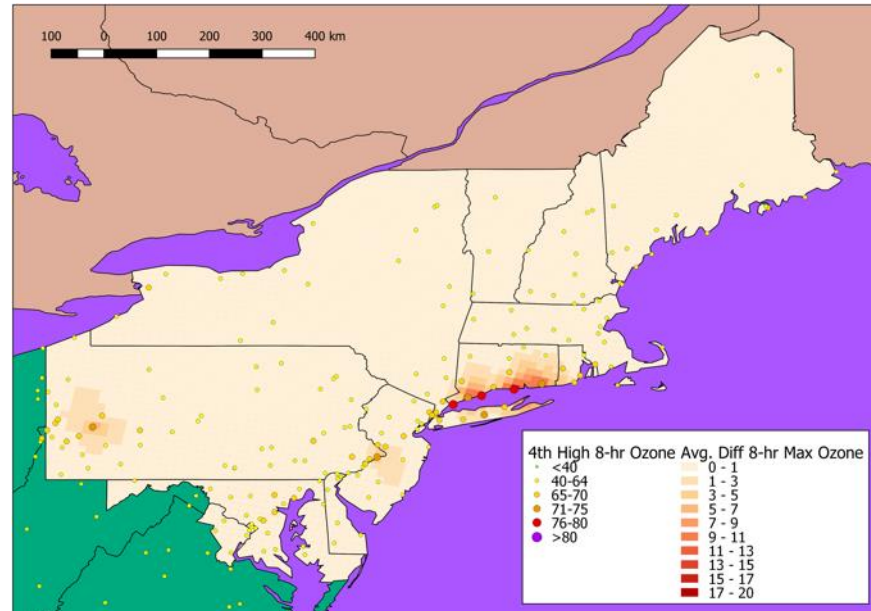 100 0 100 200 300 400 km
4th High 8-hr Ozone
<40
40-64
65-70
71-75
76-80
>80
Avg. Diff 8-hr Max Ozone
0 - 1
1 - 3
3 - 5
5 - 7
7 - 9
9 - 11
11 - 13
13 - 15
15 - 17
17 - 20